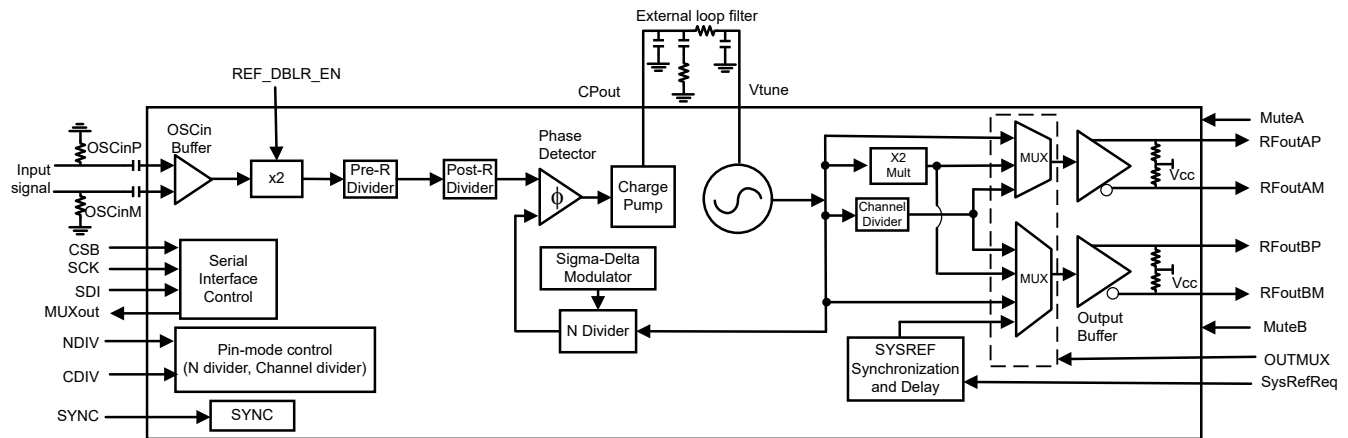 External loop filter
REF_DBLR_EN
CPout
Vtune
OSCinP
OSCin
Buffer
Phase
Detector
MuteA
RFoutAP
Input
signal
x2
Pre-R
Divider
Post-R
Divider
ϕ
Charge
Pump
X2
Mult
MUX
Vcc
RFoutAM
OSCinM
Channel
Divider
CSB
SCK
SDI
MUXout
Serial
Interface
Control
Sigma-Delta
Modulator
MUX
RFoutBP
Vcc
RFoutBM
NDIV
CDIV
Pin-mode control
(N divider, Channel divider)
N Divider
Output
Buffer
MuteB
SYSREF
Synchronization
and Delay
OUTMUX
SysRefReq
SYNC
SYNC